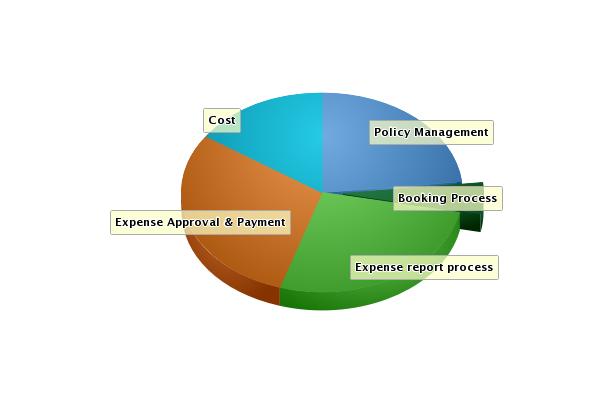 Cost
Policy Management
Booking Process
Expense Approval & Payment
Expense report process